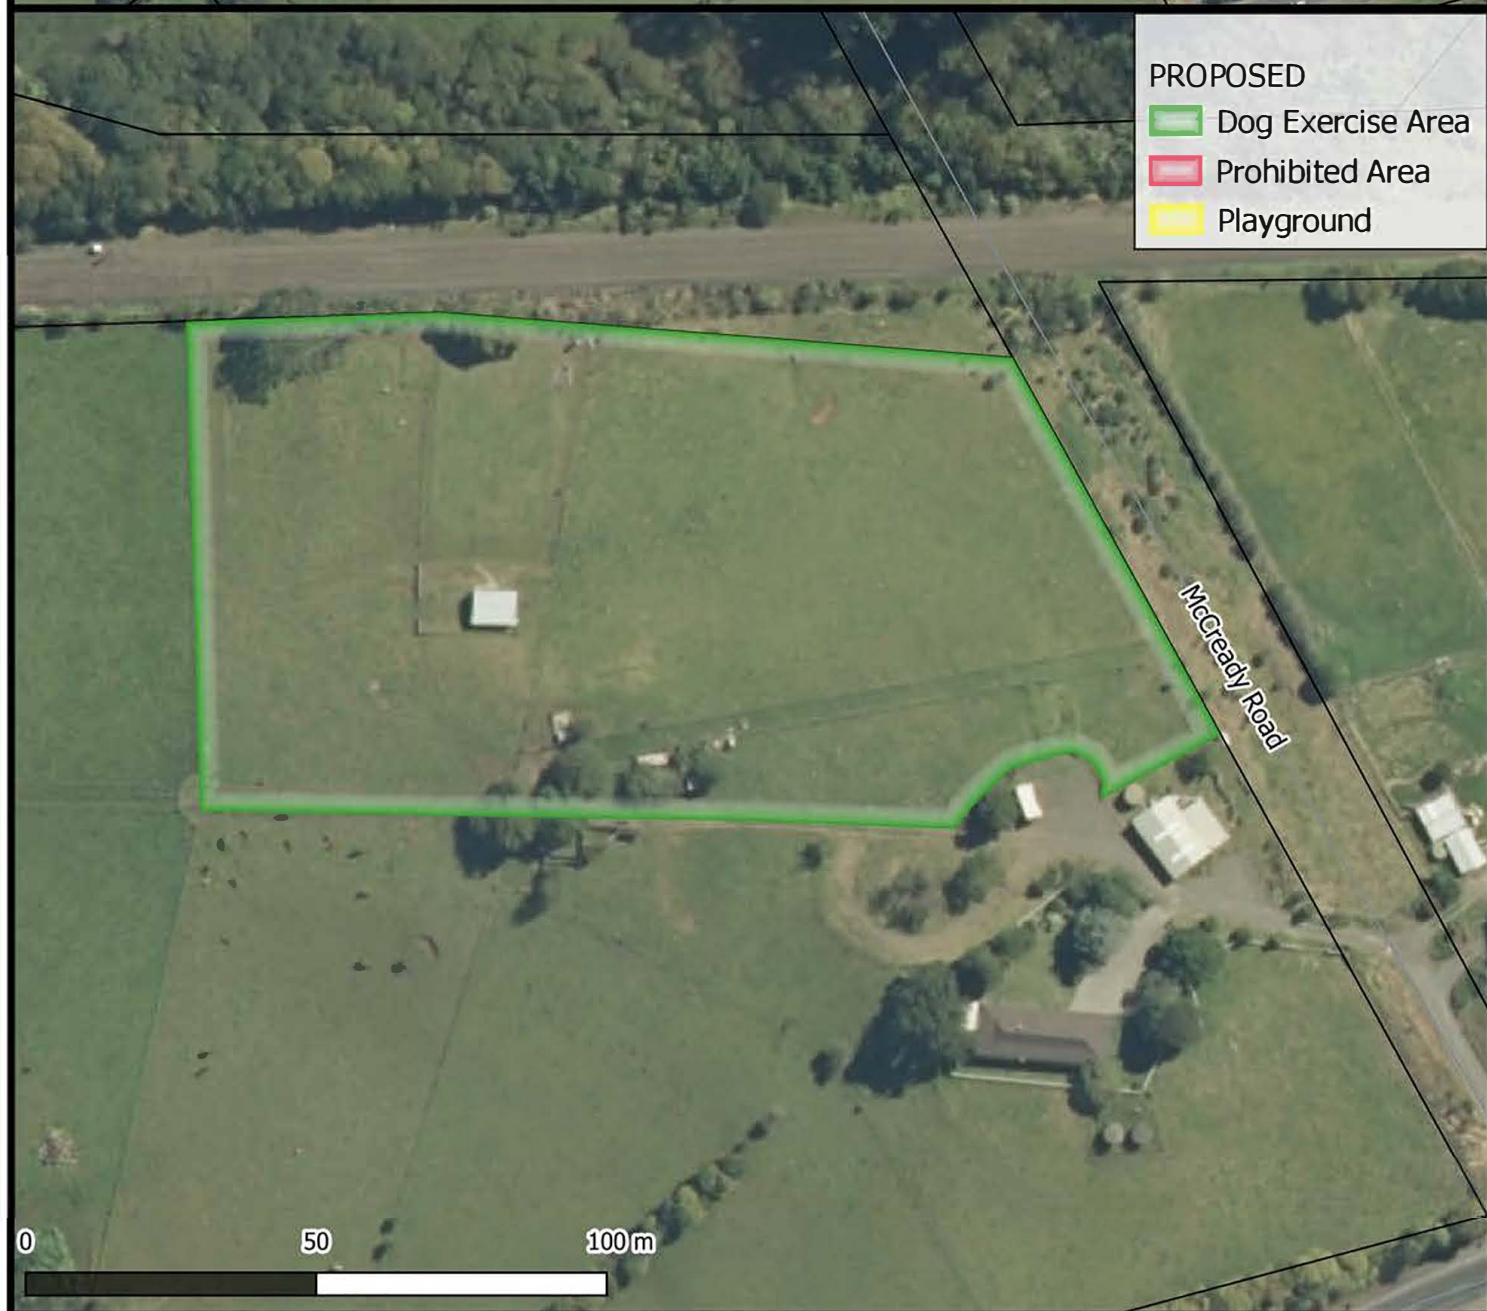 PROPOSED
Dog Exercise Area
Prohibited Area
Playground
McCready Road
0 50 100 m